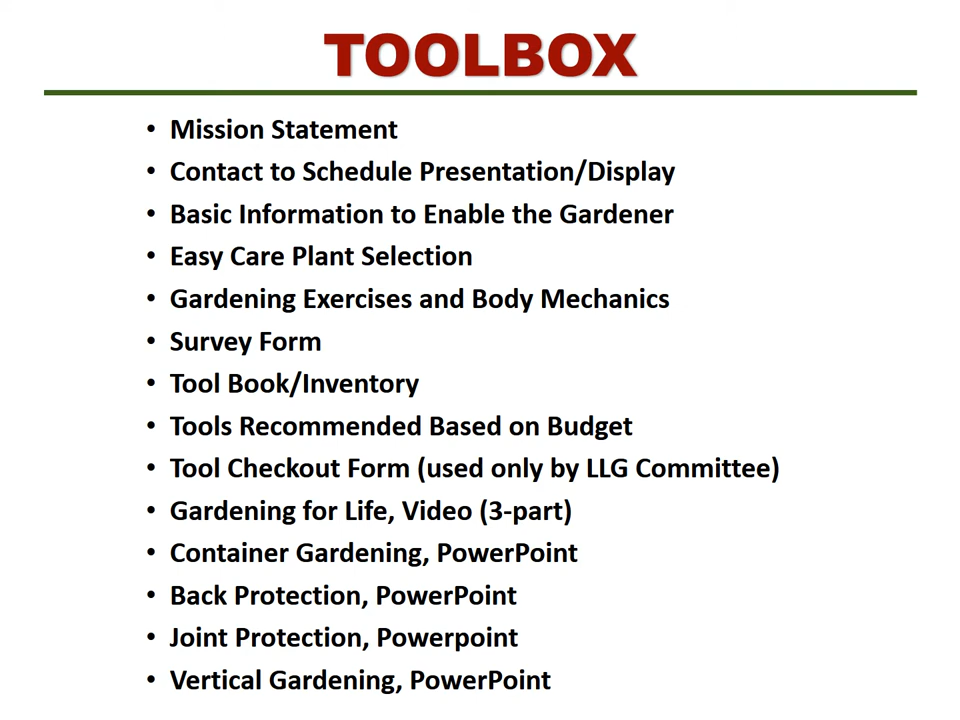 TOOLBOX
• Mission Statement
• Contact to Schedule Presentation/Display
• Basic Information to Enable the Gardener
• Easy Care Plant Selection
• Gardening Exercises and Body Mechanics
• Survey Form
• Tool Book/Inventory
• Tools Recommended Based on Budget
• Tool Checkout Form (used only by LLG Committee)
• Gardening for Life, Video (3-part)
• Container Gardening, PowerPoint
• Back Protection, PowerPoint
• Joint Protection, Powerpoint
• Vertical Gardening, PowerPoint